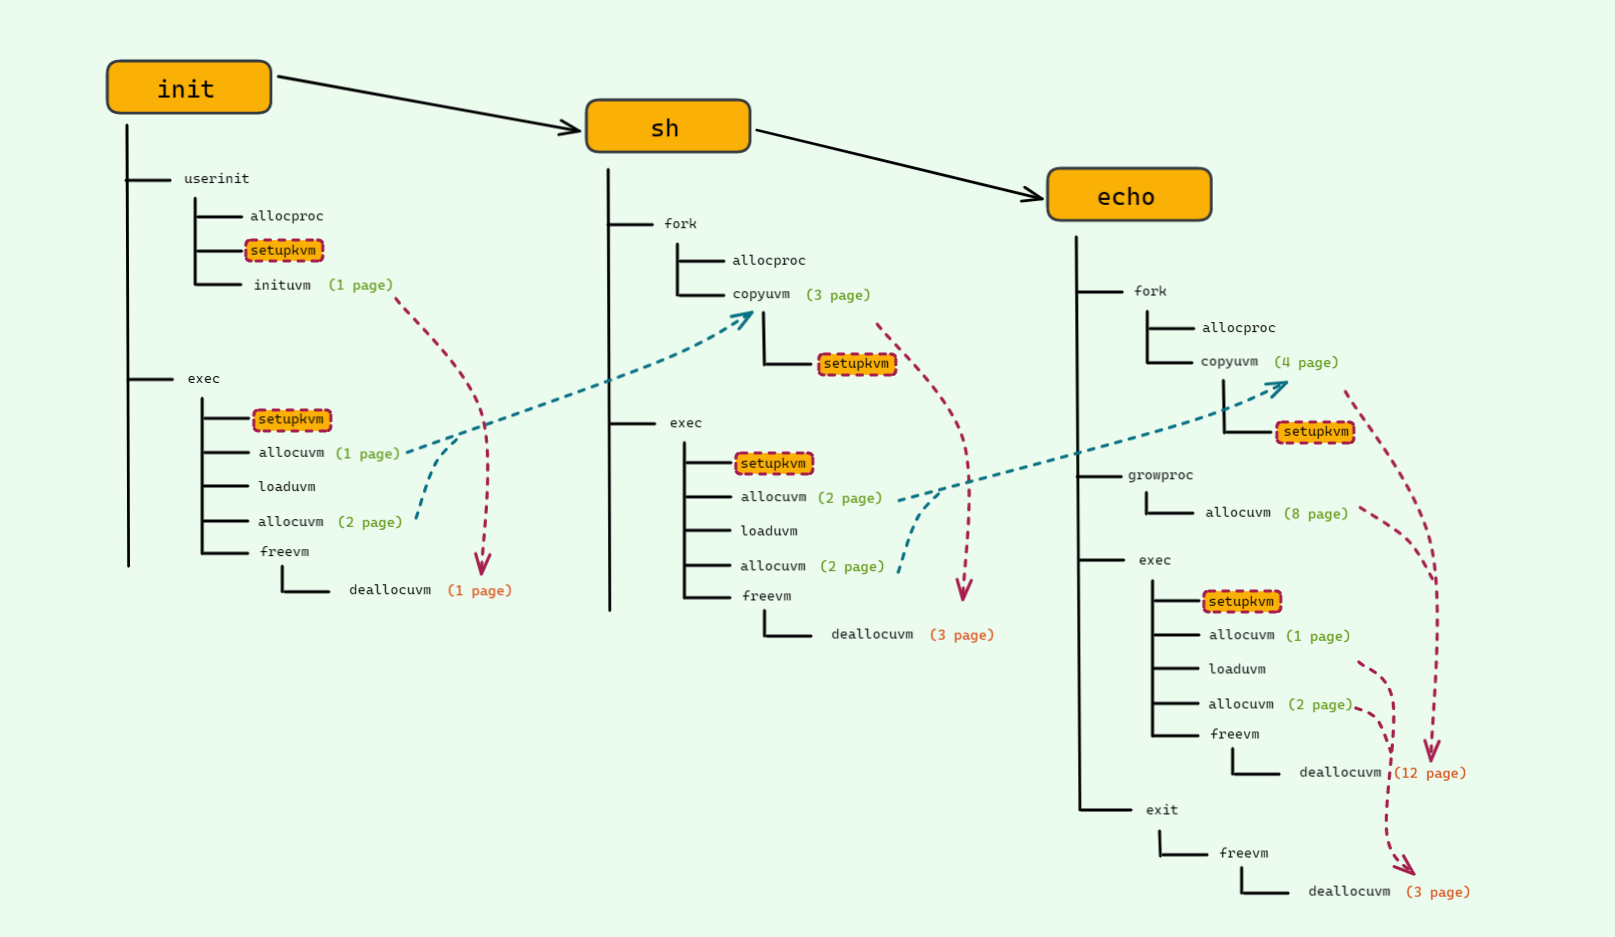 init
userinit
allocproc
setupkvm
inituvm (1 page)
exec
setupkvm
allocuvm (1 page)
loaduvm
allocuvm (2 page)
freevm
deallocuvm (1 page)
sh
fork
allocproc
copyuvm (3 page)
setupkvm
exec
setupkvm
allocuvm (2 page)
loaduvm
allocuvm (2 page)
freevm
deallocuvm (3 page)
echo
fork
allocproc
copyuvm (4 page)
setupkvm
growproc
allocuvm (8 page)
exec
setupkvm
allocuvm (1 page)
loaduvm
allocuvm (2 page)
freevm
deallocuvm (12 page)
exit
freevm
deallocuvm (3 page)